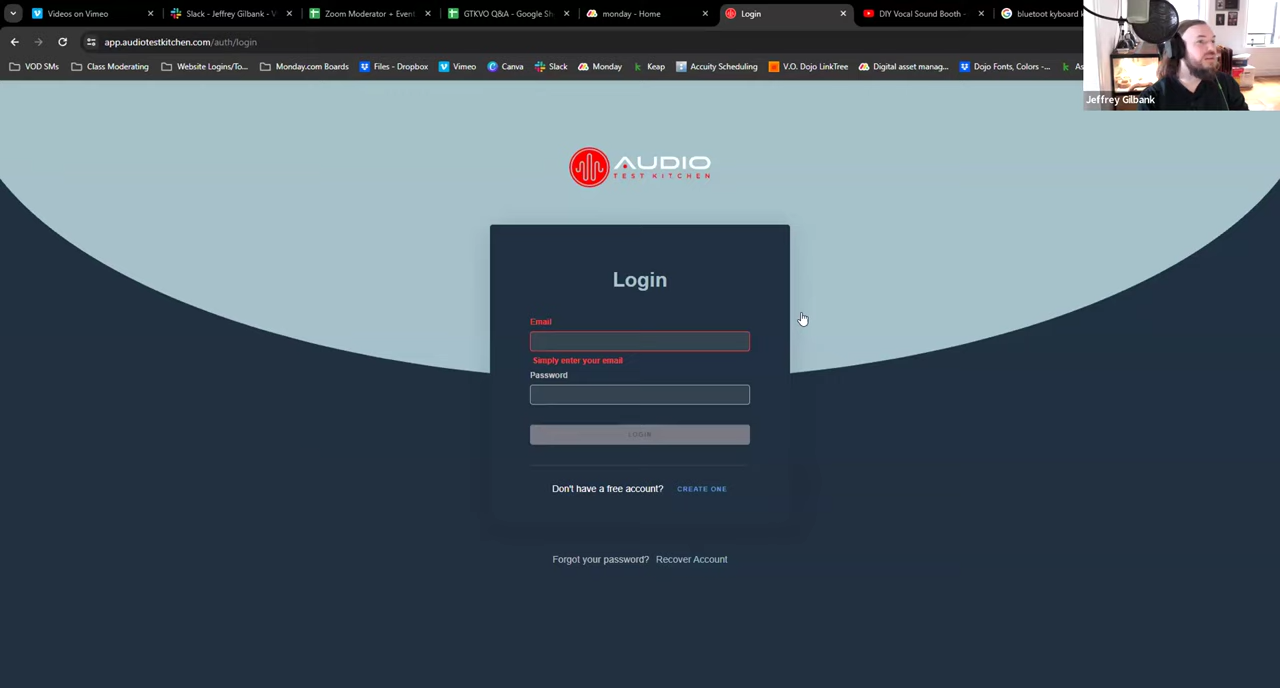 Videos on Vimeo
Slack - Jeffrey Gilbank - V
Zoom Moderator + Even
GTKVO Q&A - Google Sh
monday - Home
Login
DIY Vocal Sound Booth -
bluetoot kyboard k
app.audiotestkitchen.com/auth/login
VOD SMs
Class Moderating
Website Logins/To...
Monday.com Boards
Files - Dropbox
Vimeo
Canva
Slack
Monday
Keap
Accuity Scheduling
V.O. Dojo LinkTree
Digital asset manag...
Dojo Fonts, Colors,-...
As
Jeffrey Gilbank
AUDIO
TEST KITCHEN
Login
Email
Simply enter your email
Password
LOGIN
Don't have a free account? CREATE ONE
Forgot your password? Recover Account